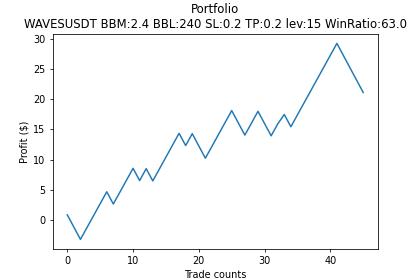 Portfolio
WAVESUSDT BBM:2.4 BBL:240 SL:0.2 TP:0.2 lev:15 WinRatio:63.0
30
25
20
15
10
5
0
Profit ($)
0 10 20 30 40
Trade counts